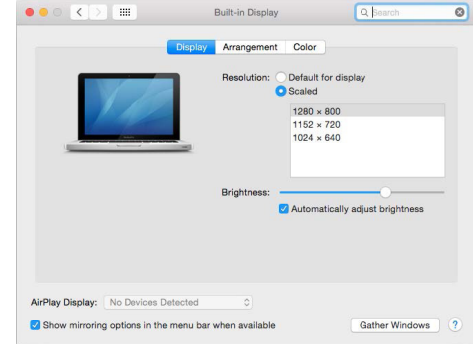 Built-in Display
Search
Display Arrangement Color
Resolution: Default for display
Scaled
1280 × 800
1152 × 720
1024 × 640
Brightness:
Automatically adjust brightness
AirPlay Display: No Devices Detected
Show mirroring options in the menu bar when available
Gather Windows ?